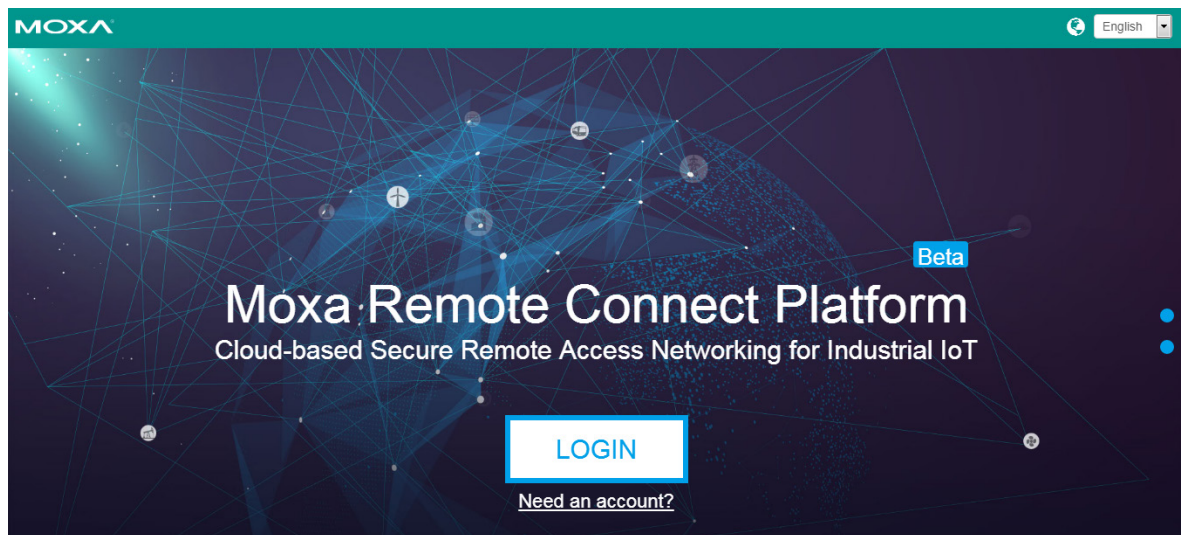 MOXA
English
Beta
Moxa Remote Connect Platform
Cloud-based Secure Remote Access Networking for Industrial IoT
LOGIN
Need an account?